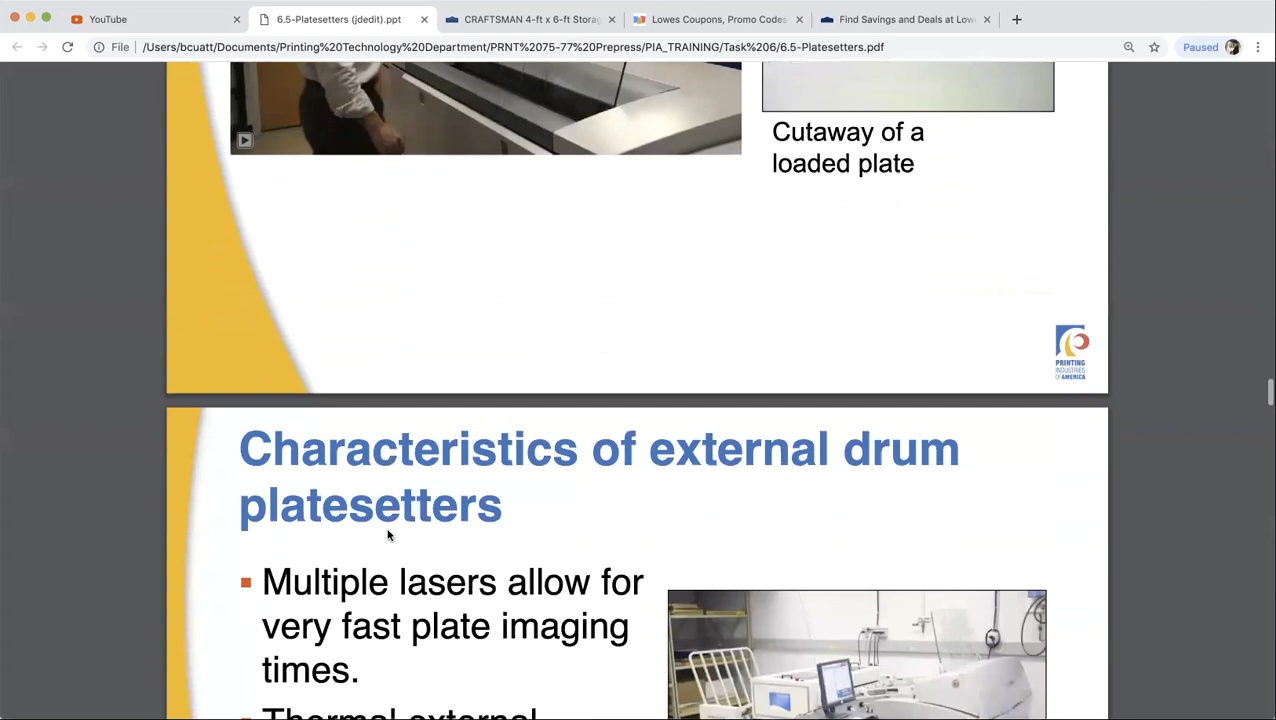 YouTube
6.5-Platesetters (jdedit).ppt
CRAFTSMAN 4-ft x 6-ft Storag
Lowes Coupons, Promo Codes
Find Savings and Deals at Low
File
/Users/bcuatt/Documents/Printing%20Technology%20Department/PRNT%2075-77%20Prepress/PIA_TRAINING/Task%206/6.5-Platesetters.pdf
Paused
Cutaway of a
loaded plate
PRINTING
INDUSTRIES
OF AMERICA
Characteristics of external drum
platesetters
Multiple lasers allow for
very fast plate imaging
times.
Thermal external